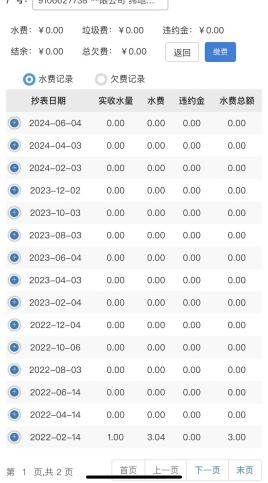 户号： 9106627738 **限公司 纬地...
水费：￥0.00 垃圾费：￥0.00 违约金：￥0.00
结余：￥0.00 总欠费：￥0.00 返回 缴费
水费记录 欠费记录
抄表日期 实收水量 水费 违约金 水费总额
2024-06-04 0.00 0.00 0.00 0.00
2024-04-03 0.00 0.00 0.00 0.00
2024-02-03 0.00 0.00 0.00 0.00
2023-12-02 0.00 0.00 0.00 0.00
2023-10-03 0.00 0.00 0.00 0.00
2023-08-03 0.00 0.00 0.00 0.00
2023-06-04 0.00 0.00 0.00 0.00
2023-04-03 0.00 0.00 0.00 0.00
2023-02-04 0.00 0.00 0.00 0.00
2022-12-04 0.00 0.00 0.00 0.00
2022-10-06 0.00 0.00 0.00 0.00
2022-08-03 0.00 0.00 0.00 0.00
2022-06-14 0.00 0.00 0.00 0.00
2022-04-14 0.00 0.00 0.00 0.00
2022-02-14 1.00 3.04 0.00 3.00
第 1 页,共 2 页 首页 上一页 下一页 末页